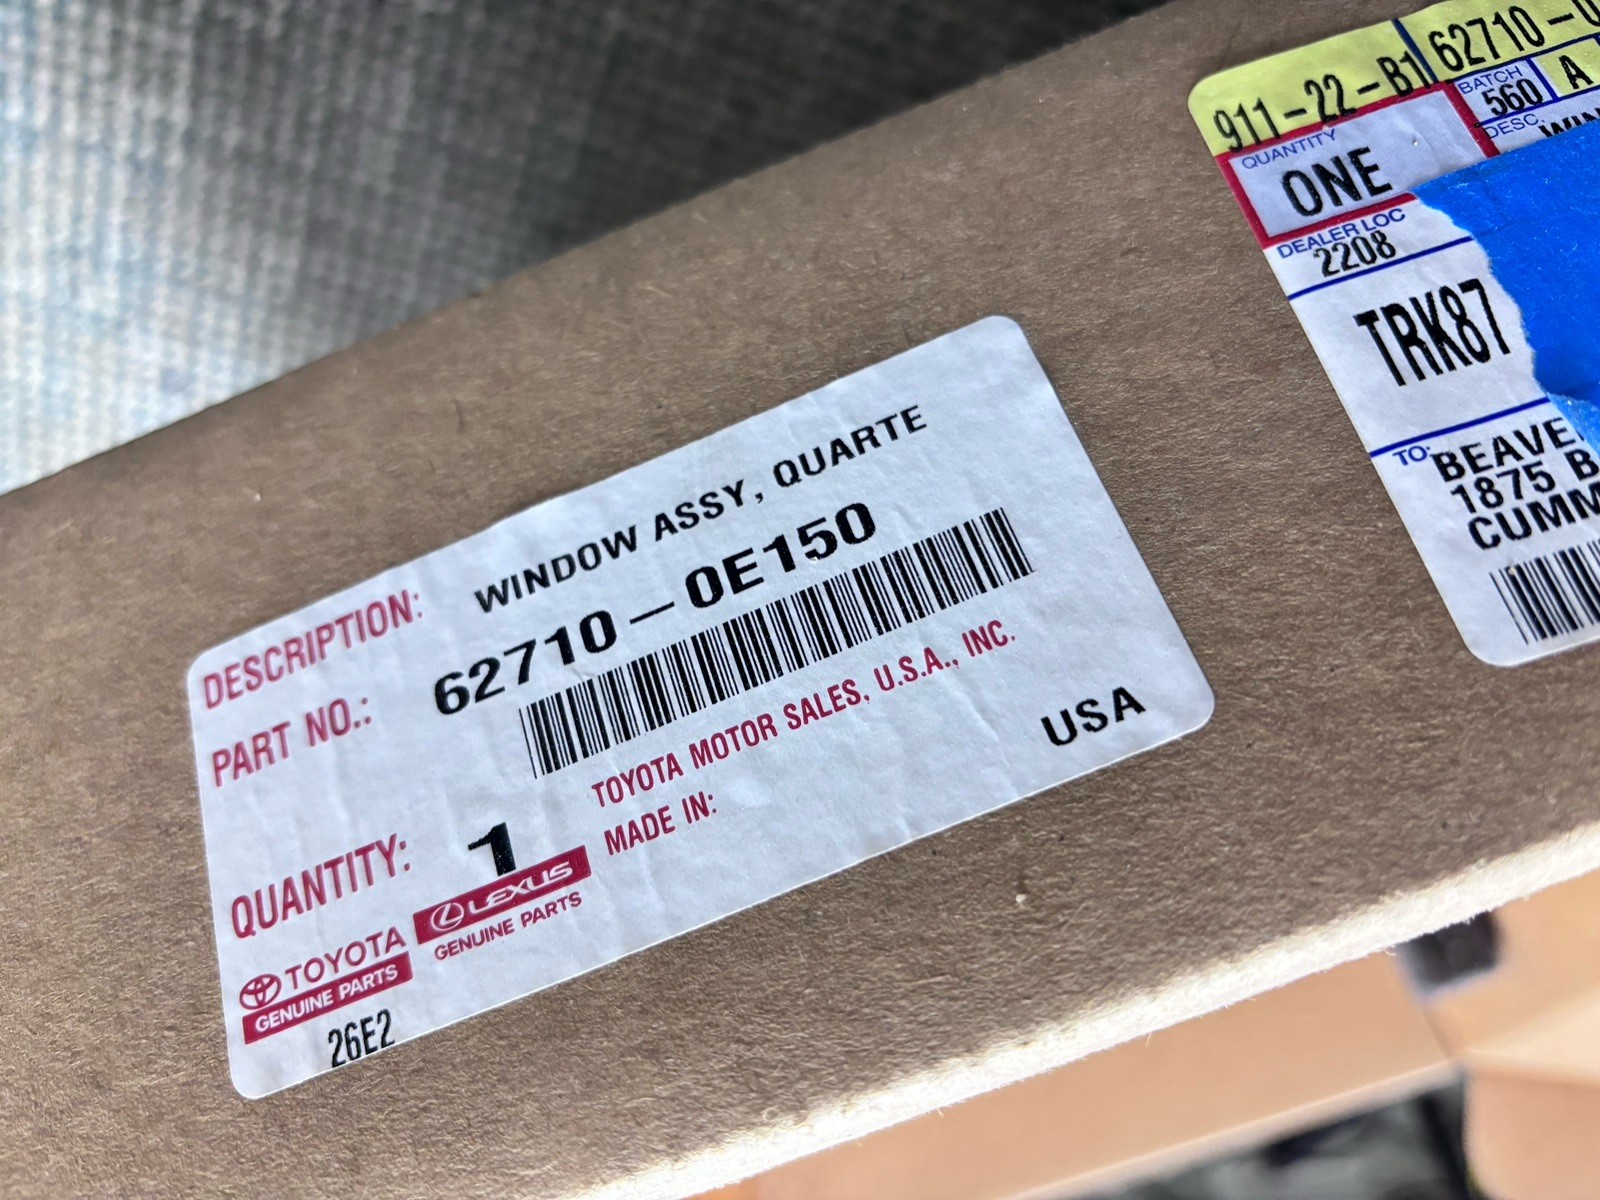 DESCRIPTION: WINDOW ASSY, QUARTE
PART NO.: 62710-0E150
TOYOTA MOTOR SALES, U.S.A., INC.
QUANTITY: 1
MADE IN: USA
TOYOTA
GENUINE PARTS
LEXUS
GENUINE PARTS
26E2
911-22-B1
62710-0
BATCH
560
A
QUANTITY
ONE
DESC.
DEALER LOC
2208
TRK87
TO:
BEAVE
1875 B
CUMM